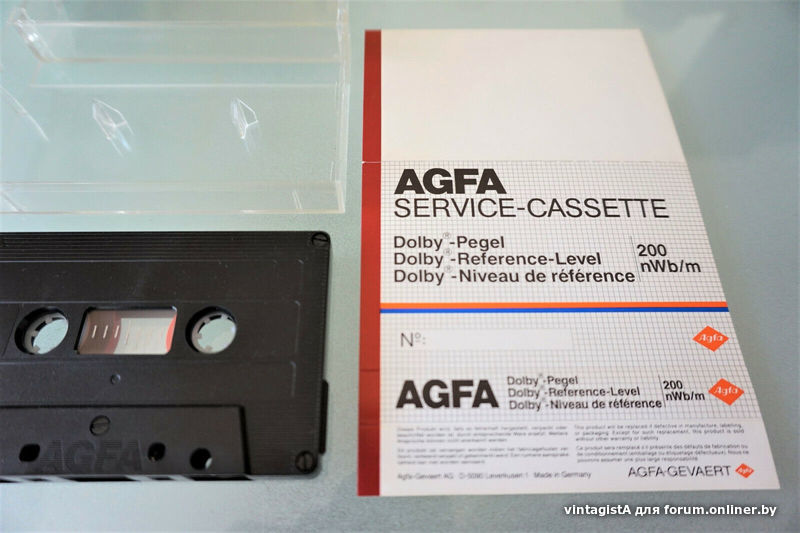 AGFA
SERVICE-CASSETTE
Dolby®-Pegel
Dolby®-Reference-Level
Dolby®-Niveau de référence
200
nWb/m
Nº:
Agfa
AGFA
Dolby®-Pegel
Dolby®-Reference-Level
Dolby®-Niveau de référence
200
nWb/m
Agfa
This product will be replaced if defective in manufacture, labelling,
or packaging. Except for such replacement, this product is sold
without other warranty or liability.
Ce produit sera remplacé s'il présente des défauts de fabrication ou
de conditionnement (emballage ou étiquetage défectueux). Nous ne
pouvons assumer une plus large responsabilité.
Agfa-Gevaert AG D-5090 Leverkusen 1 Made in Germany
AGFA-GEVAERT
Agfa
AGFA
vintagistA для forum.onliner.by